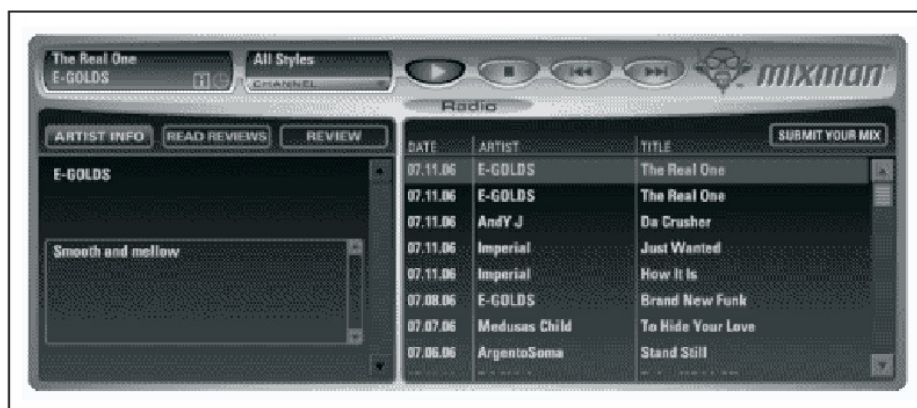 The Real One
E-GOLDS
All Styles
CHANNEL
mixman
Radio
ARTIST INFO READ REVIEWS REVIEW
E-GOLDS
Smooth and mellow
SUBMIT YOUR MIX
DATE ARTIST TITLE
07.11.06 E-GOLDS The Real One
07.11.06 E-GOLDS The Real One
07.11.06 AndY J Da Crusher
07.11.06 Imperial Just Wanted
07.11.06 Imperial How It Is
07.08.06 E-GOLDS Brand New Funk
07.07.06 Medusas Child To Hide Your Love
07.06.06 ArgentoSoma Stand Still